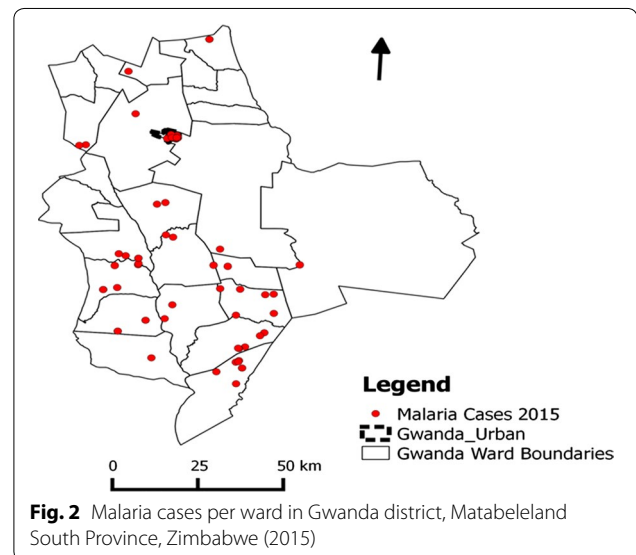 Legend
Malaria Cases 2015
Gwanda_Urban
Gwanda Ward Boundaries
0 25 50 km
Fig. 2 Malaria cases per ward in Gwanda district, Matabeleland
South Province, Zimbabwe (2015)